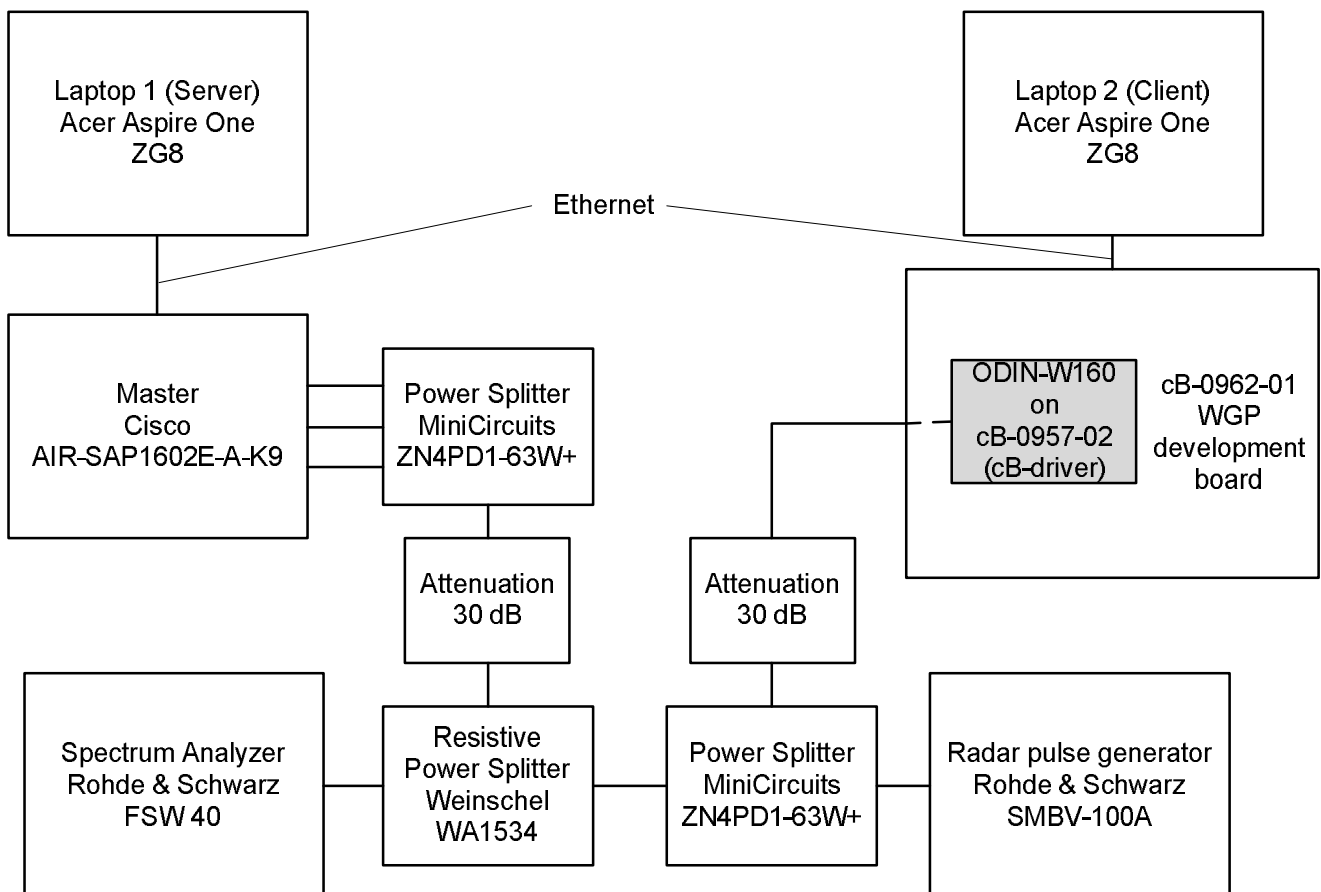 Laptop 1 (Server)
Acer Aspire One
ZG8
Laptop 2 (Client)
Acer Aspire One
ZG8
Ethernet
Master
Cisco
AIR-SAP1602E-A-K9
Power Splitter
MiniCircuits
ZN4PD1-63W+
ODIN-W160
on
cB-0957-02
(cB-driver)
cB-0962-01
WGP
development
board
Attenuation
30 dB
Attenuation
30 dB
Spectrum Analyzer
Rohde & Schwarz
FSW 40
Resistive
Power Splitter
Weinschel
WA1534
Power Splitter
MiniCircuits
ZN4PD1-63W+
Radar pulse generator
Rohde & Schwarz
SMBV-100A